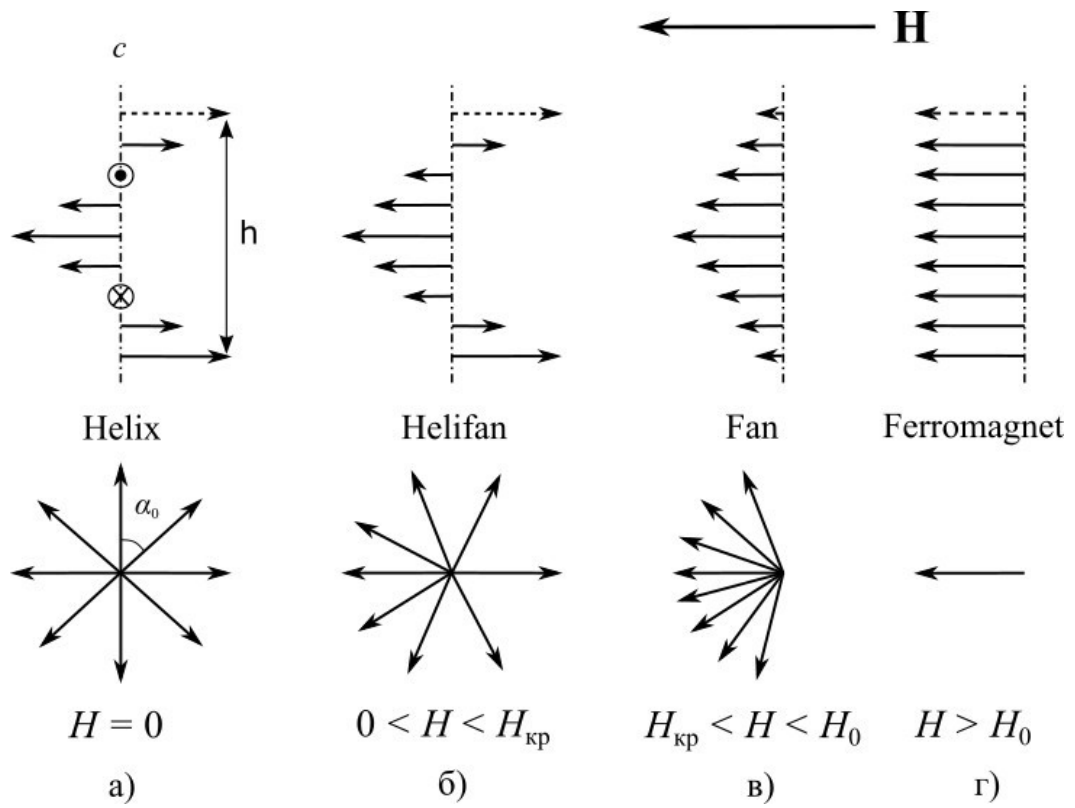 H
c
h
Helix
Helifan
Fan
Ferromagnet
α₀
H = 0
0 < H < Hкр
Hкр < H < H₀
H > H₀
а)
б)
в)
г)